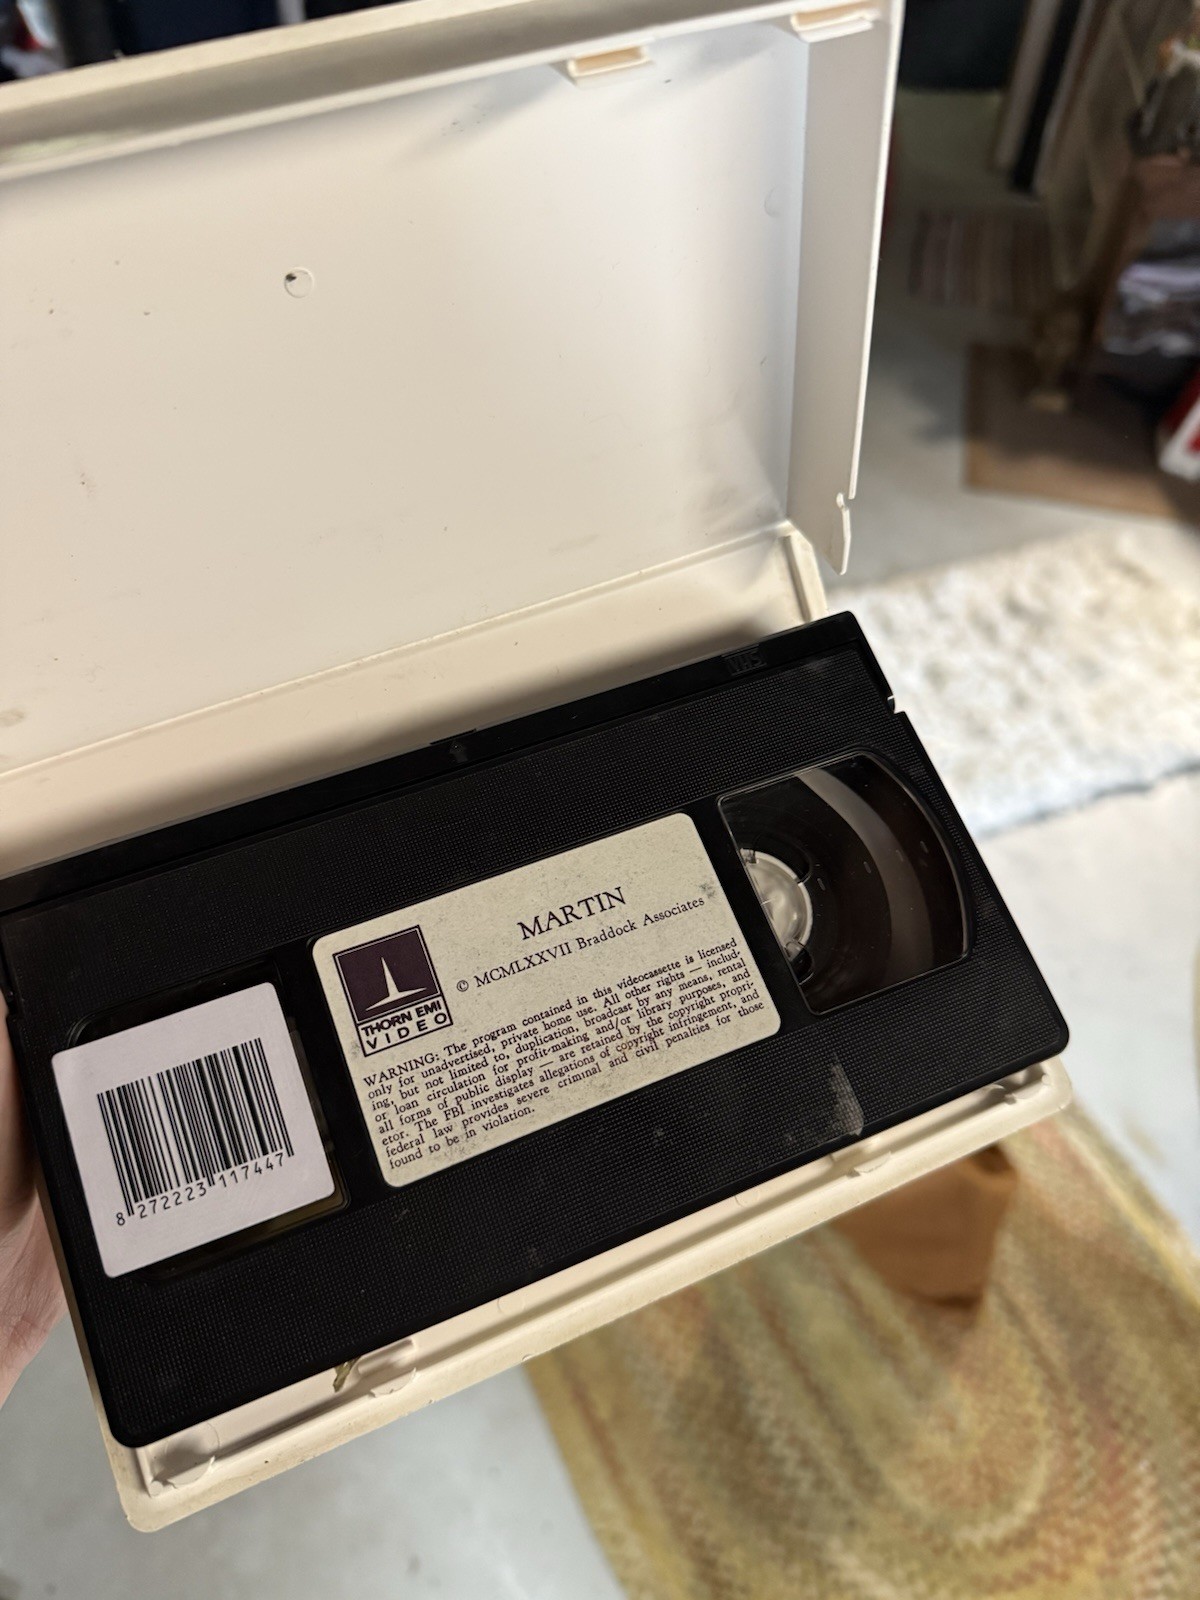 VHS
MARTIN
© MCMLXXVII Braddock Associates
THORN EMI
VIDEO
WARNING: The program contained in this videocassette is licensed
only for unadvertised, private home use. All other rights — includ-
ing, but not limited to, duplication, broadcast by any means, rental
or loan circulation for profit-making and/or library purposes, and
all forms of public display — are retained by the copyright propri-
etor. The FBI investigates allegations of copyright infringement, and
federal law provides severe criminal and civil penalties for those
found to be in violation.
8 272223 117447